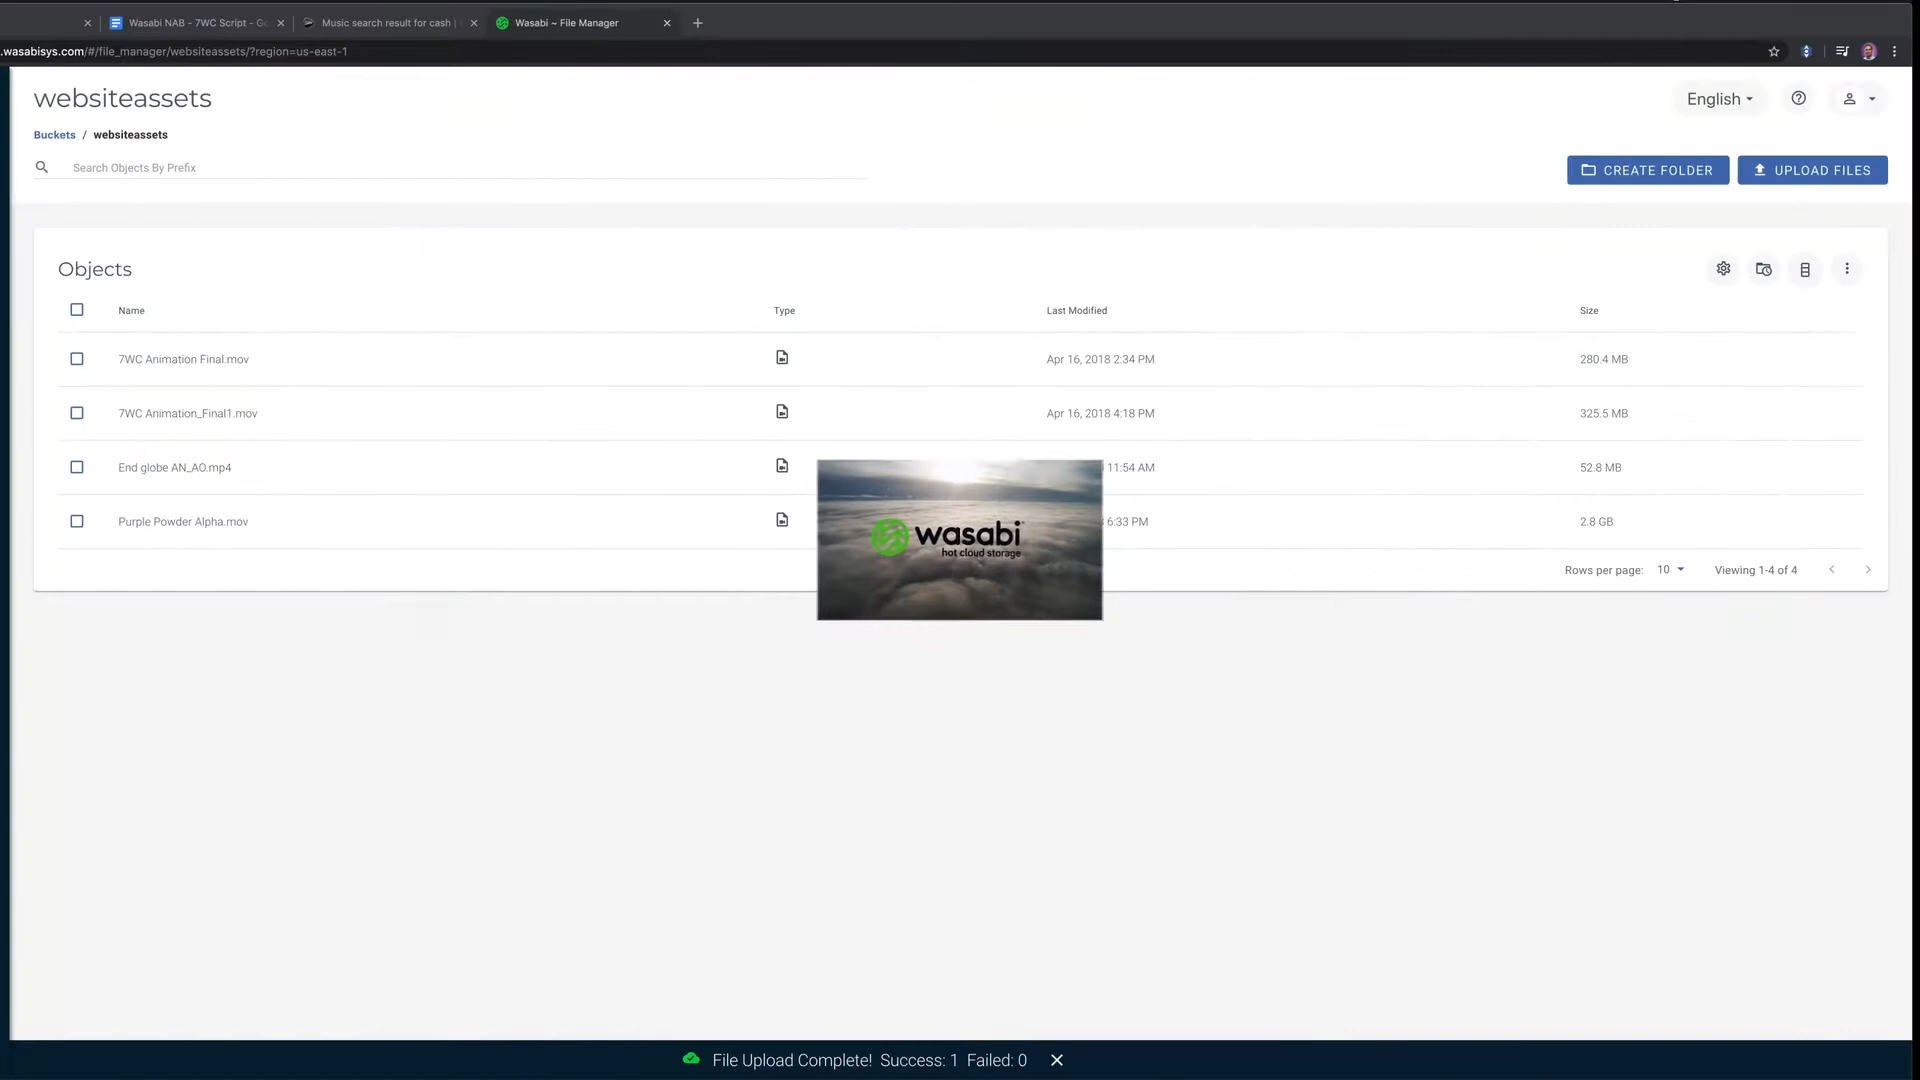 Wasabi NAB - 7WC Script - Go
Music search result for cash |
Wasabi ~ File Manager
.wasabisys.com/#/file_manager/websiteassets/?region=us-east-1
websiteassets
English
Buckets / websiteassets
Search Objects By Prefix
CREATE FOLDER
UPLOAD FILES
Objects
Name Type Last Modified Size
7WC Animation Final.mov Apr 16, 2018 2:34 PM 280.4 MB
7WC Animation_Final1.mov Apr 16, 2018 4:18 PM 325.5 MB
End globe AN_AO.mp4 11:54 AM 52.8 MB
Purple Powder Alpha.mov 6:33 PM 2.8 GB
wasabi
hot cloud storage
Rows per page: 10 Viewing 1-4 of 4
File Upload Complete! Success: 1 Failed: 0